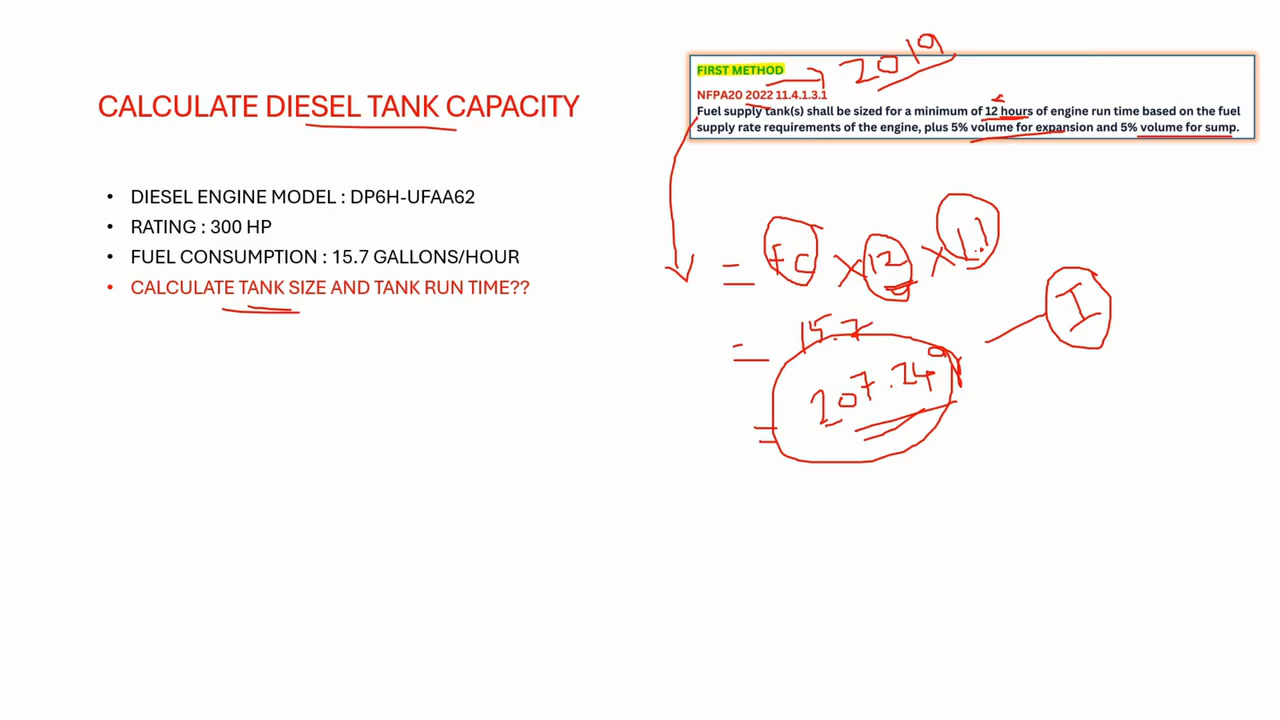 CALCULATE DIESEL TANK CAPACITY
• DIESEL ENGINE MODEL : DP6H-UFAA62
• RATING : 300 HP
• FUEL CONSUMPTION : 15.7 GALLONS/HOUR
• CALCULATE TANK SIZE AND TANK RUN TIME??
2019
FIRST METHOD
NFPA20 2022 11.4.1.3.1
Fuel supply tank(s) shall be sized for a minimum of 12 hours of engine run time based on the fuel
supply rate requirements of the engine, plus 5% volume for expansion and 5% volume for sump.
= fc × 12 × 1.1
I
= 15.7
= 207.24